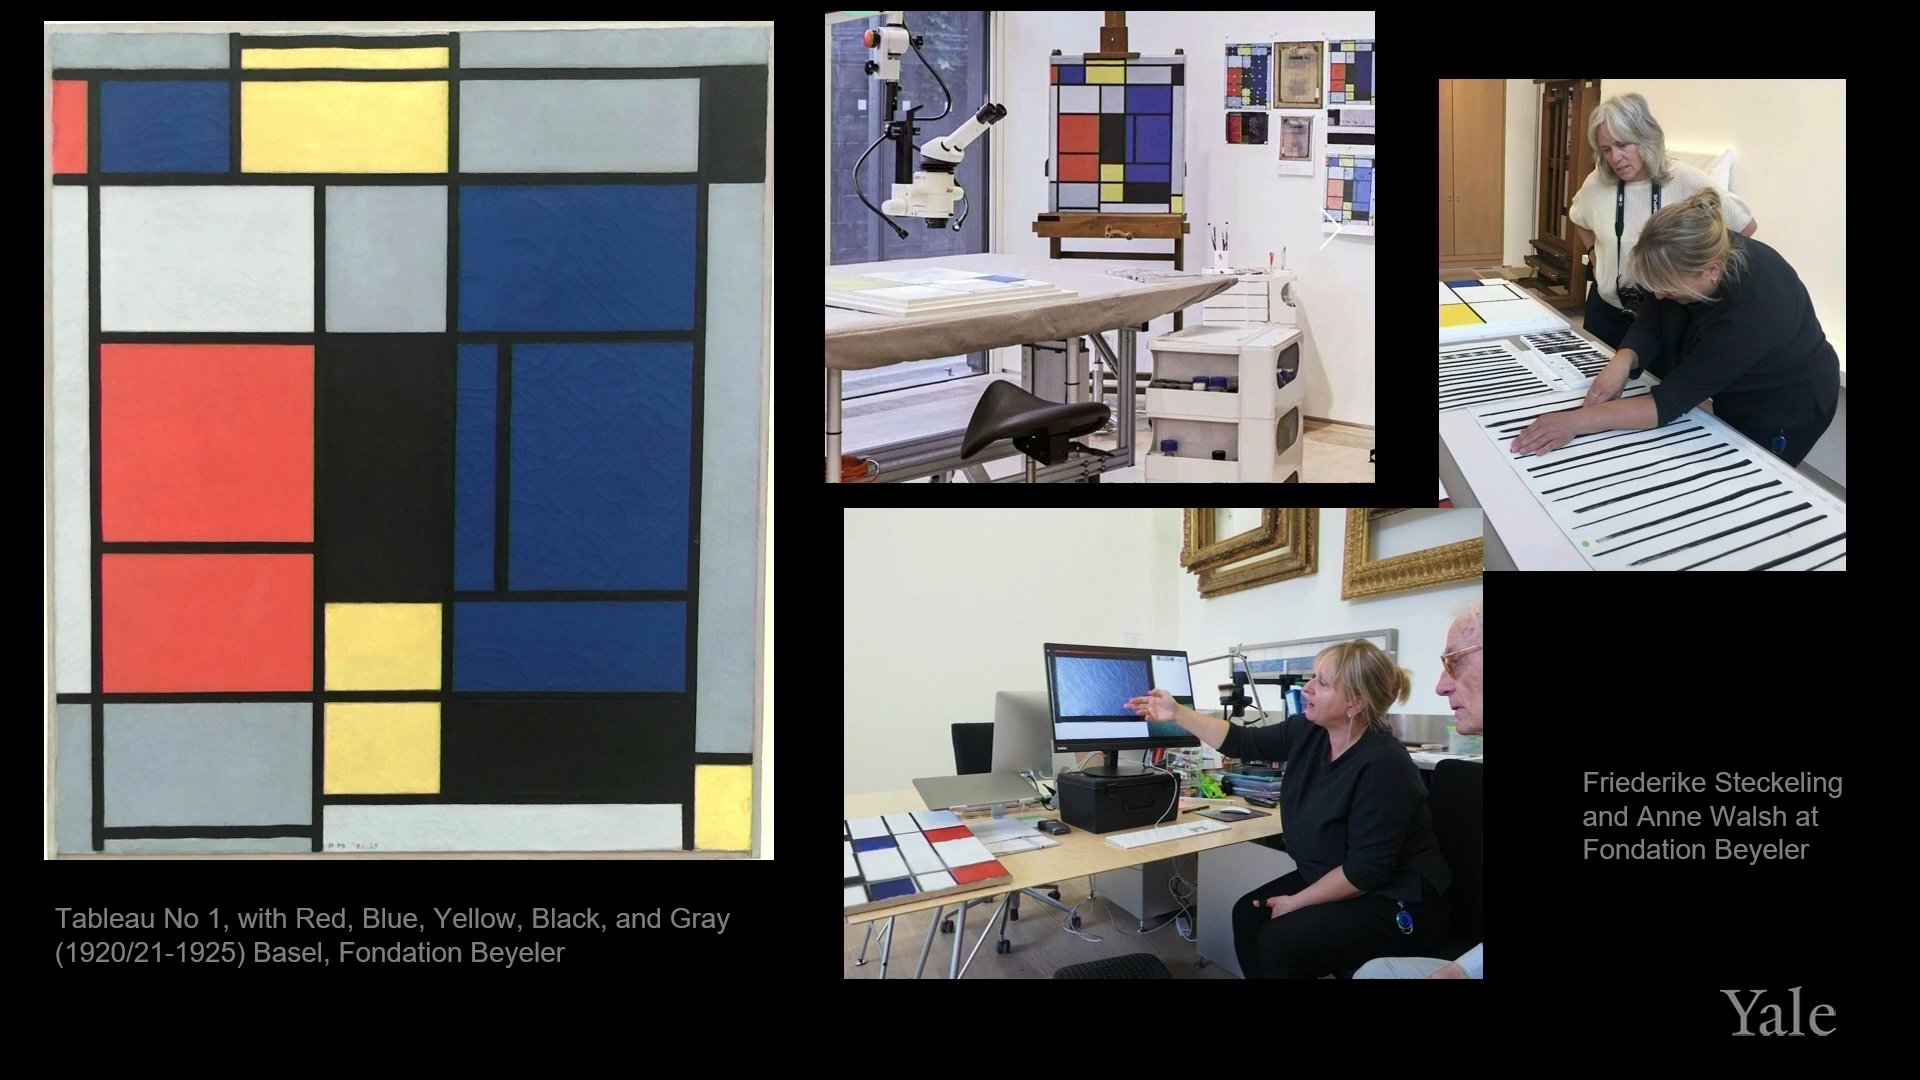 Tableau No 1, with Red, Blue, Yellow, Black, and Gray
(1920/21-1925) Basel, Fondation Beyeler
Friederike Steckeling
and Anne Walsh at
Fondation Beyeler
Yale